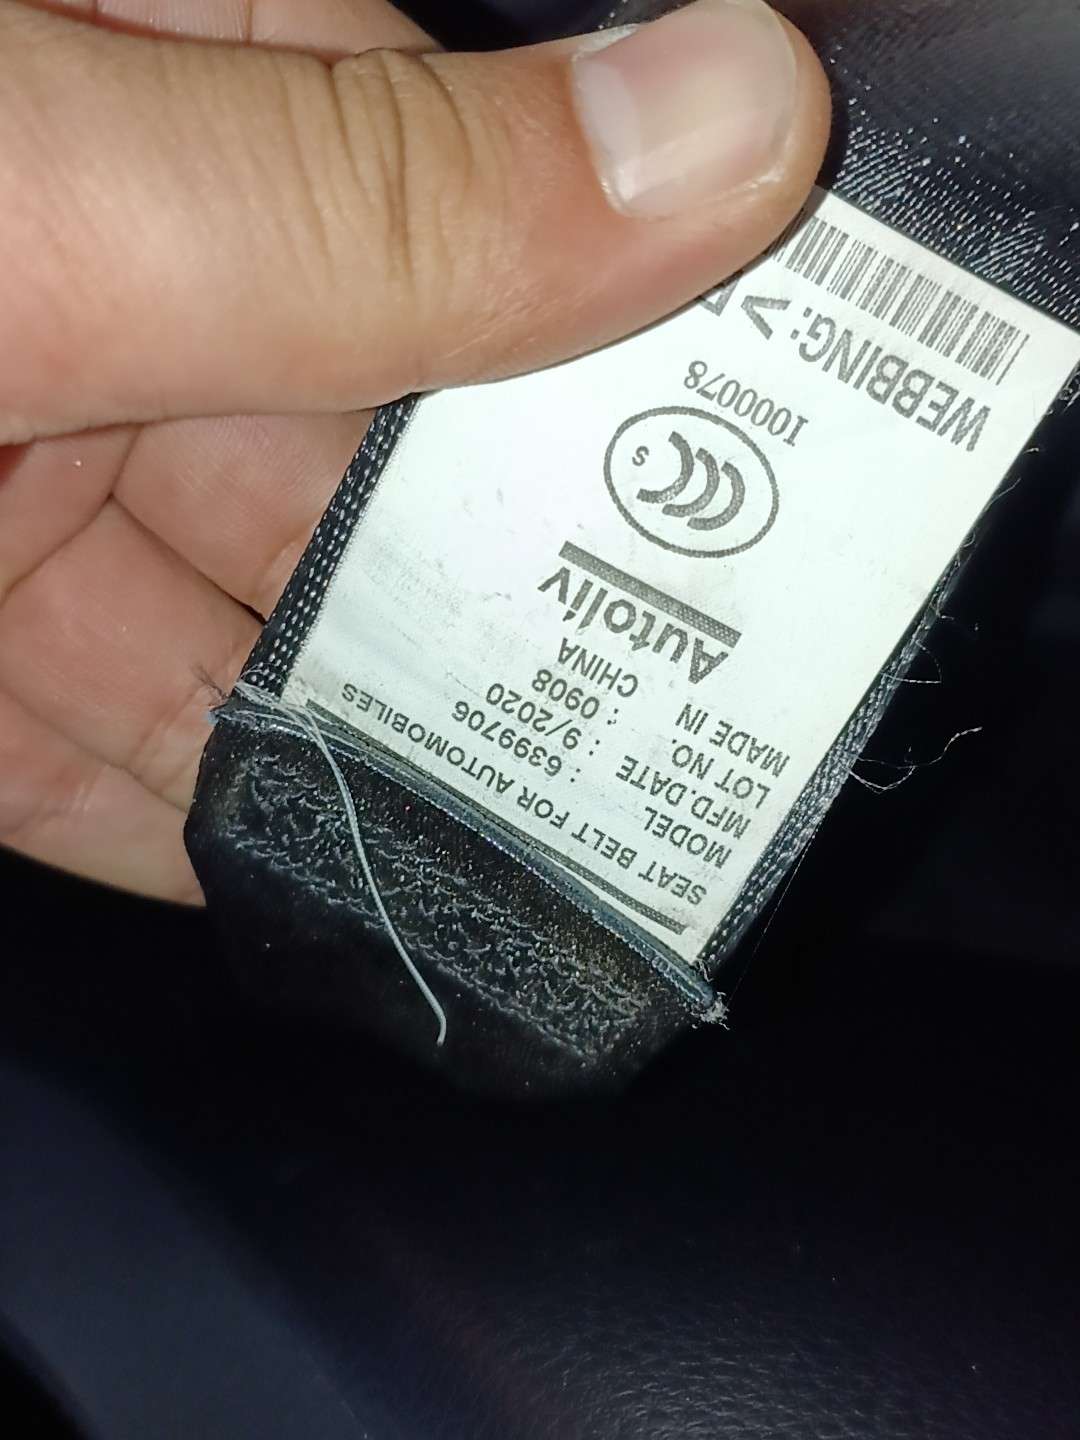 SEAT BELT FOR AUTOMOBILES
MODEL : 6399706
MFD.DATE : 9/2020
LOT NO. : 0908
MADE IN CHINA
Autoliv
CCC S
1000078
WEBBING: >